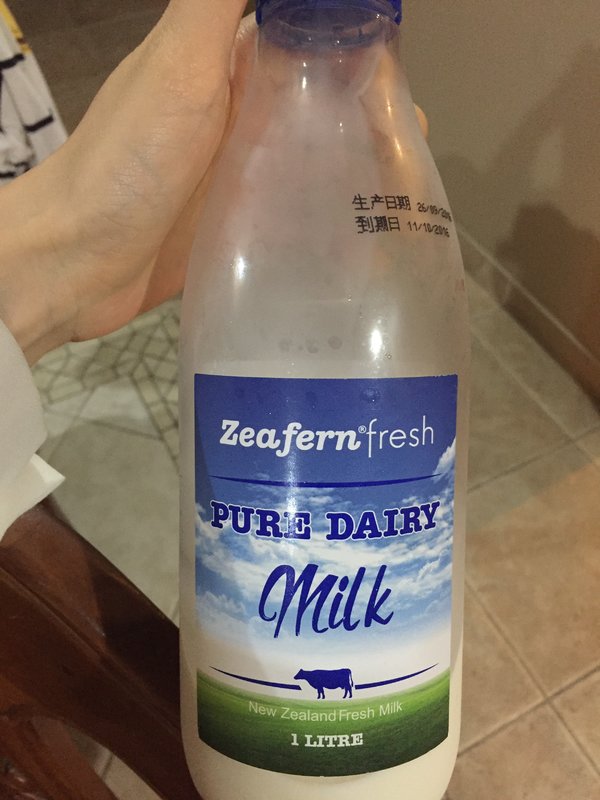 生产日期 26/09/2016
到期日 11/10/2016
Zeafern® fresh
PURE DAIRY
Milk
New Zealand Fresh Milk
1 LITRE